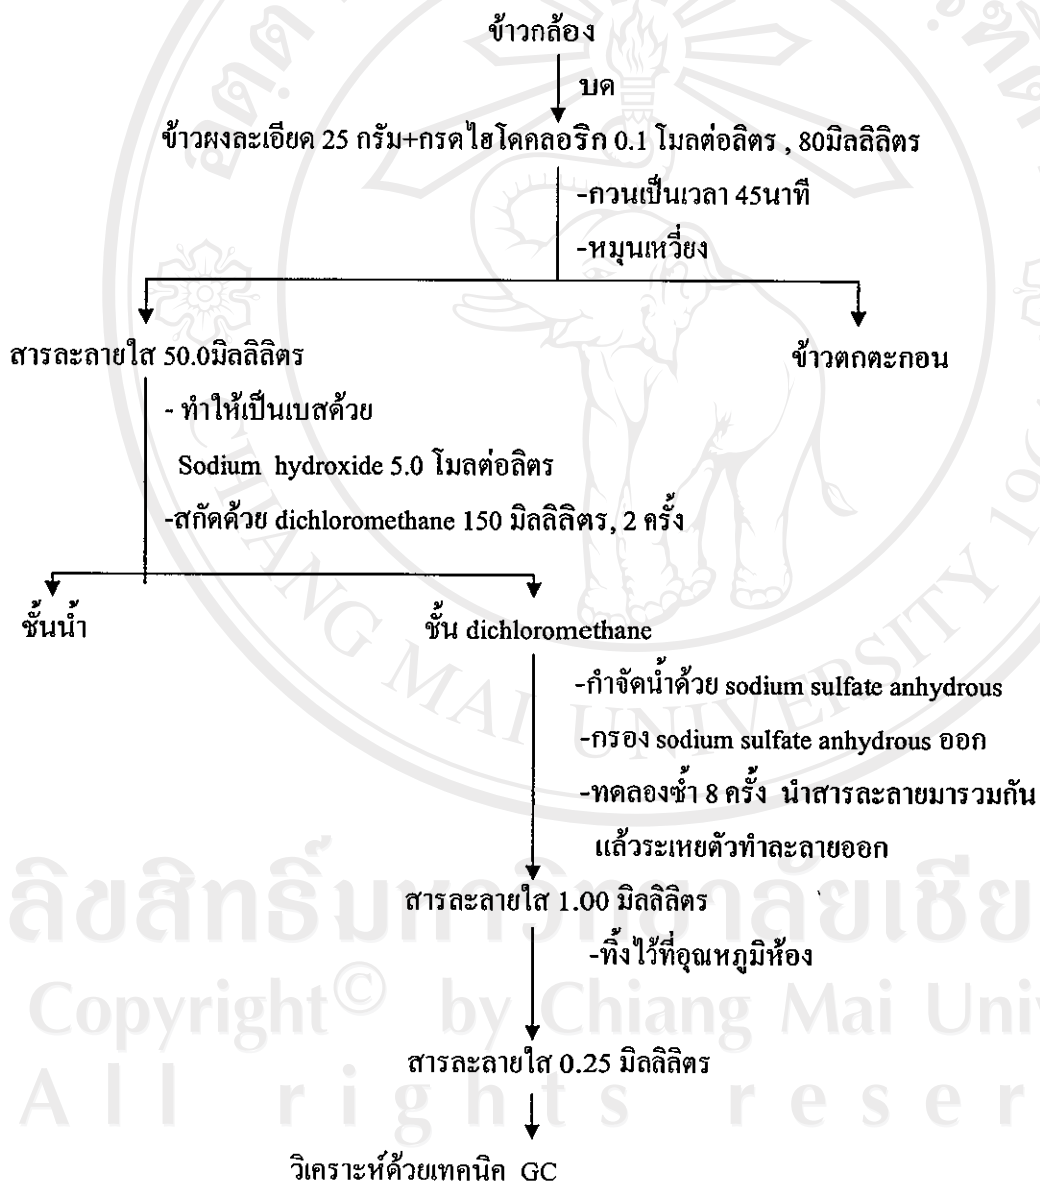 ข้าวกล้อง
บด
ข้าวผงละเอียด 25 กรัม+กรดไฮโดคลอริก 0.1 โมลต่อลิตร , 80มิลลิลิตร
-กวนเป็นเวลา 45นาที
-หมุนเหวี่ยง
สารละลายใส 50.0มิลลิลิตร
ข้าวตกตะกอน
- ทำให้เป็นเบสด้วย
Sodium hydroxide 5.0 โมลต่อลิตร
-สกัดด้วย dichloromethane 150 มิลลิลิตร, 2 ครั้ง
ชั้นน้ำ
ชั้น dichloromethane
-กำจัดน้ำด้วย sodium sulfate anhydrous
-กรอง sodium sulfate anhydrous ออก
-ทดลองซ้ำ 8 ครั้ง นำสารละลายมารวมกัน
แล้วระเหยตัวทำละลายออก
สารละลายใส 1.00 มิลลิลิตร
-ทิ้งไว้ที่อุณหภูมิห้อง
สารละลายใส 0.25 มิลลิลิตร
วิเคราะห์ด้วยเทคนิค GC
CHIANG MAI UNIVERSITY
ลิขสิทธิ์มหาวิทยาลัยเชีย
Copyright© by Chiang Mai Uni
All rights reser